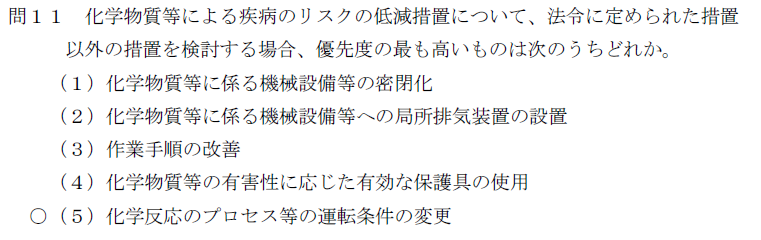 問11　化学物質等による疾病のリスクの低減措置について、法令に定められた措置
以外の措置を検討する場合、優先度の最も高いものは次のうちどれか。
(1)化学物質等に係る機械設備等の密閉化
(2)化学物質等に係る機械設備等への局所排気装置の設置
(3)作業手順の改善
(4)化学物質等の有害性に応じた有効な保護具の使用
○(5)化学反応のプロセス等の運転条件の変更